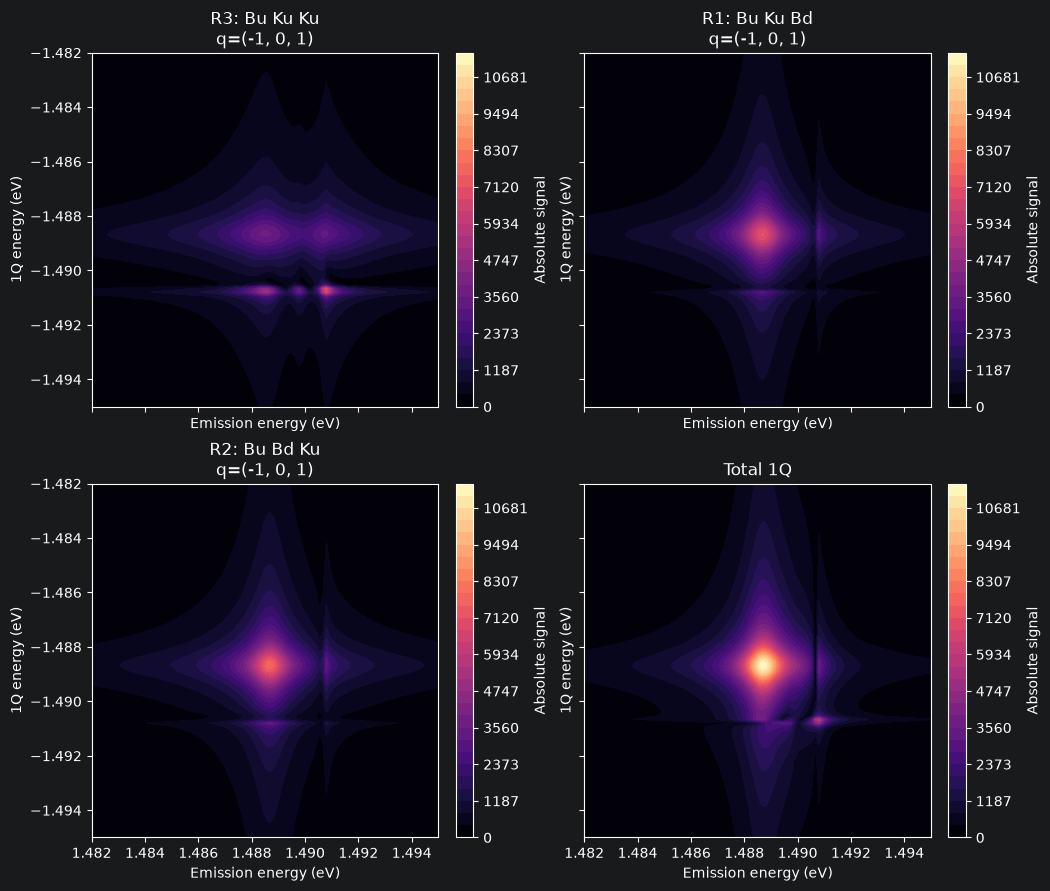 R3: Bu Ku Ku
q=(-1, 0, 1)
R1: Bu Ku Bd
q=(-1, 0, 1)
1Q energy (eV)
−1.482
−1.484
−1.486
−1.488
−1.490
−1.492
−1.494
Emission energy (eV)
10681
9494
8307
7120
5934
4747
3560
2373
1187
0
Absolute signal
1Q energy (eV)
Emission energy (eV)
10681
9494
8307
7120
5934
4747
3560
2373
1187
0
Absolute signal
R2: Bu Bd Ku
q=(-1, 0, 1)
Total 1Q
1Q energy (eV)
−1.482
−1.484
−1.486
−1.488
−1.490
−1.492
−1.494
1.482 1.484 1.486 1.488 1.490 1.492 1.494
Emission energy (eV)
10681
9494
8307
7120
5934
4747
3560
2373
1187
0
Absolute signal
1Q energy (eV)
1.482 1.484 1.486 1.488 1.490 1.492 1.494
Emission energy (eV)
10681
9494
8307
7120
5934
4747
3560
2373
1187
0
Absolute signal